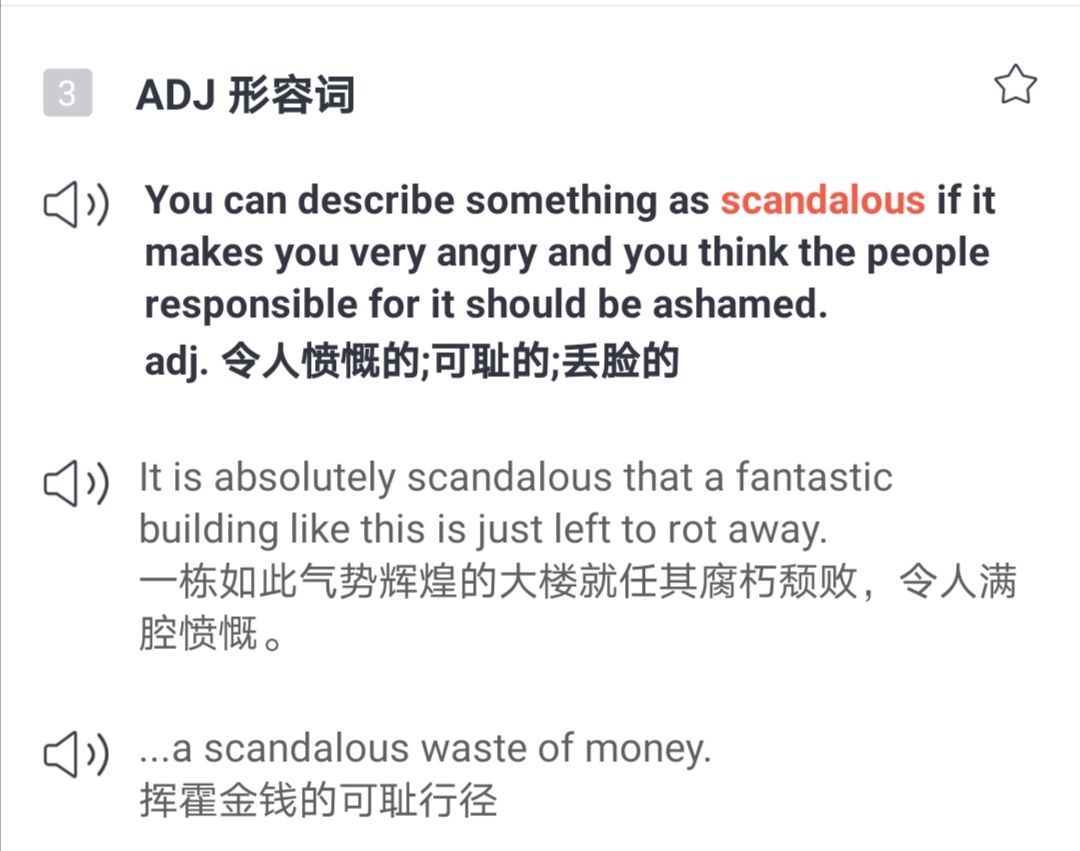 3 ADJ 形容词
You can describe something as scandalous if it
makes you very angry and you think the people
responsible for it should be ashamed.
adj. 令人愤慨的;可耻的;丢脸的
It is absolutely scandalous that a fantastic
building like this is just left to rot away.
一栋如此气势辉煌的大楼就任其腐朽颓败，令人满
腔愤慨。
...a scandalous waste of money.
挥霍金钱的可耻行径